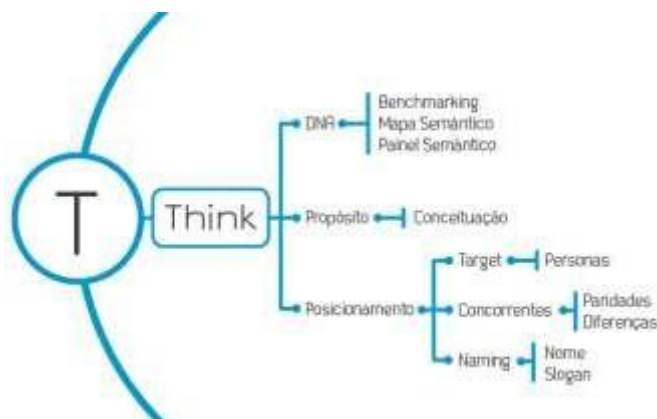 T
Think
DNA
Benchmarking
Mapa Semântico
Painel Semântico
Propósito
Conceituação
Posicionamento
Target
Personas
Concorrentes
Paridades
Diferenças
Naming
Nome
Slogan